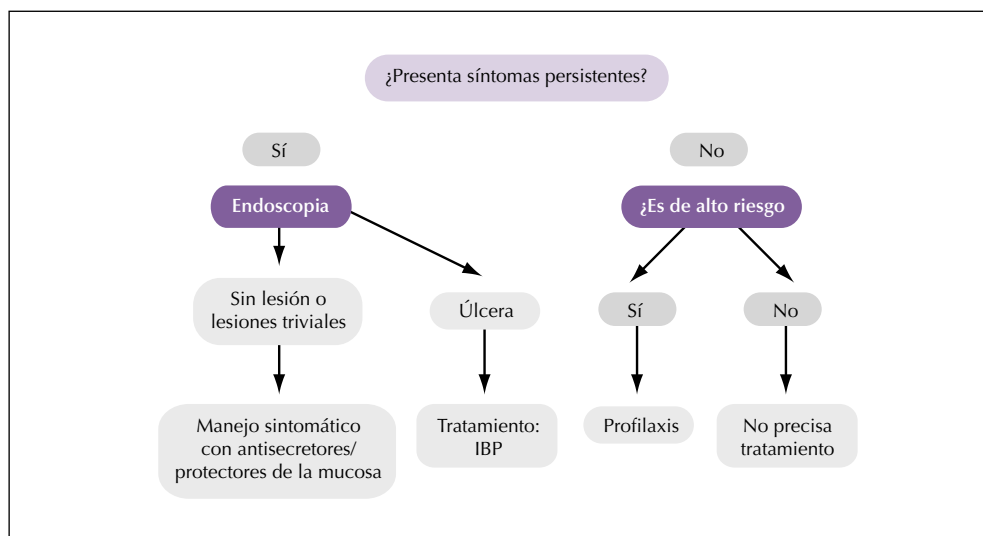 ¿Presenta síntomas persistentes?
Sí
No
Endoscopia
¿Es de alto riesgo
Sin lesión o
lesiones triviales
Úlcera
Sí
No
Manejo sintomático
con antisecretores/
protectores de la mucosa
Tratamiento:
IBP
Profilaxis
No precisa
tratamiento